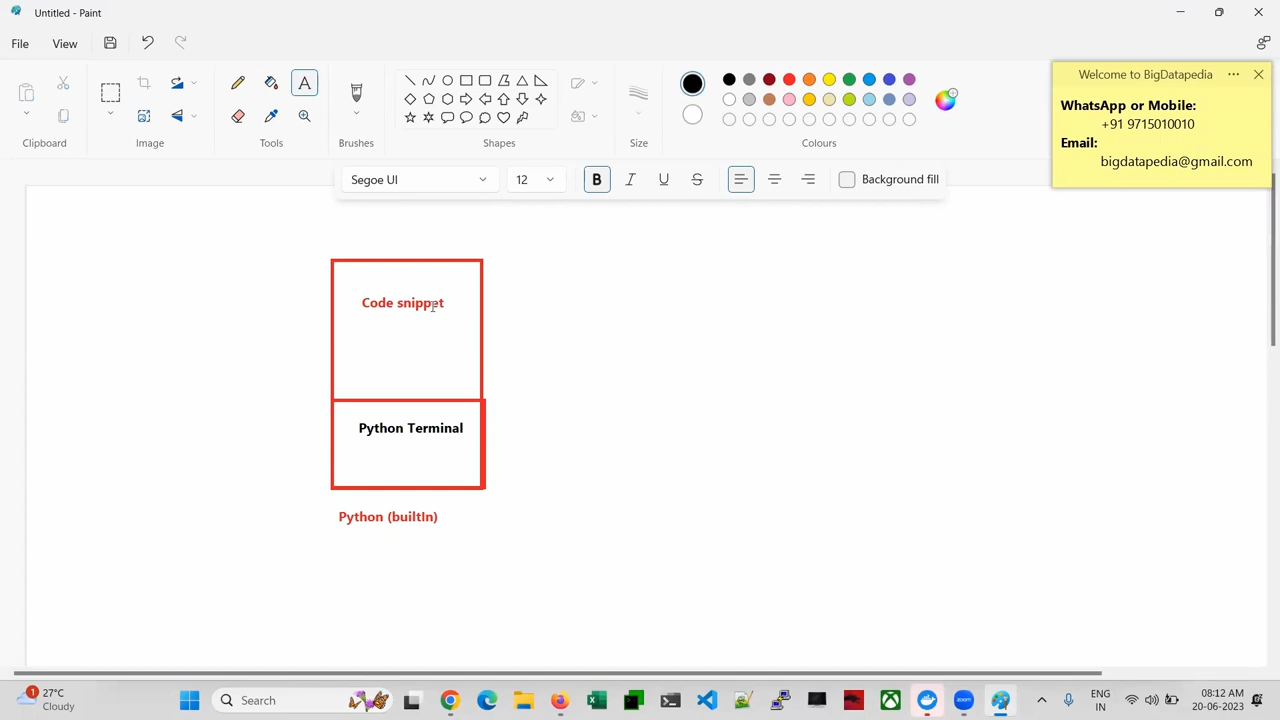 Untitled - Paint
File
View
Clipboard
Image
Tools
Brushes
Shapes
Size
Colours
A
Segoe UI
12
B
I
U
S
Background fill
Welcome to BigDatapedia
WhatsApp or Mobile:
+91 9715010010
Email:
bigdatapedia@gmail.com
Code snippet
Python Terminal
Python (builtIn)
1
27°C
Cloudy
Search
ENG
IN
08:12 AM
20-06-2023